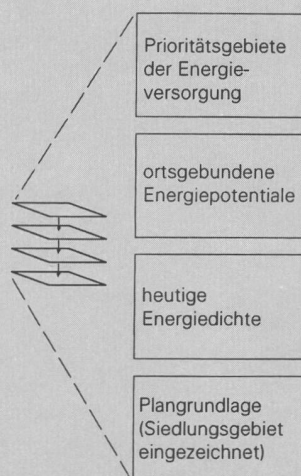 Prioritätsgebiete
der Energie-
versorgung
ortsgebundene
Energiepotentiale
heutige
Energiedichte
Plangrundlage
(Siedlungsgebiet
eingezeichnet)